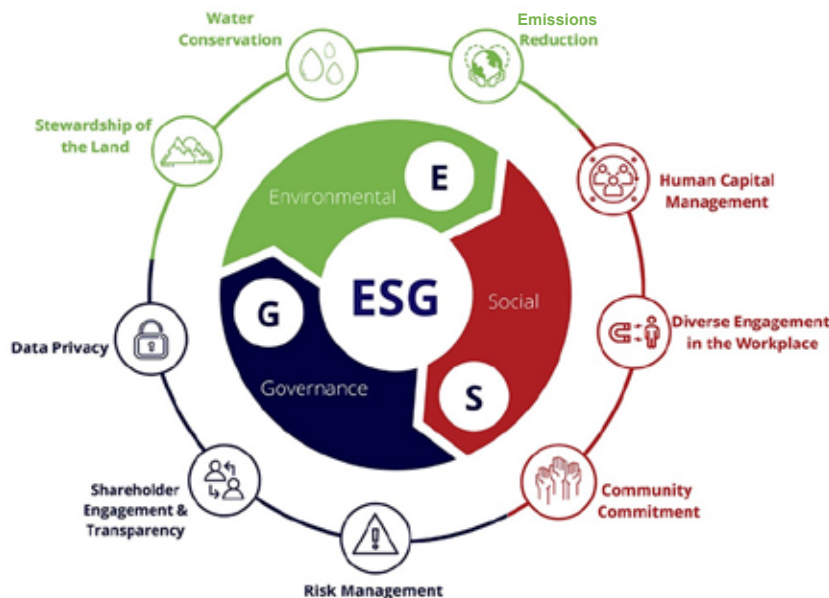 Water
Conservation
Emissions
Reduction
Stewardship of
the Land
Human Capital
Management
Environmental
E
ESG
Social
G
Governance
S
Data Privacy
Diverse Engagement
in the Workplace
Shareholder
Engagement &
Transparency
Community
Commitment
Risk Management